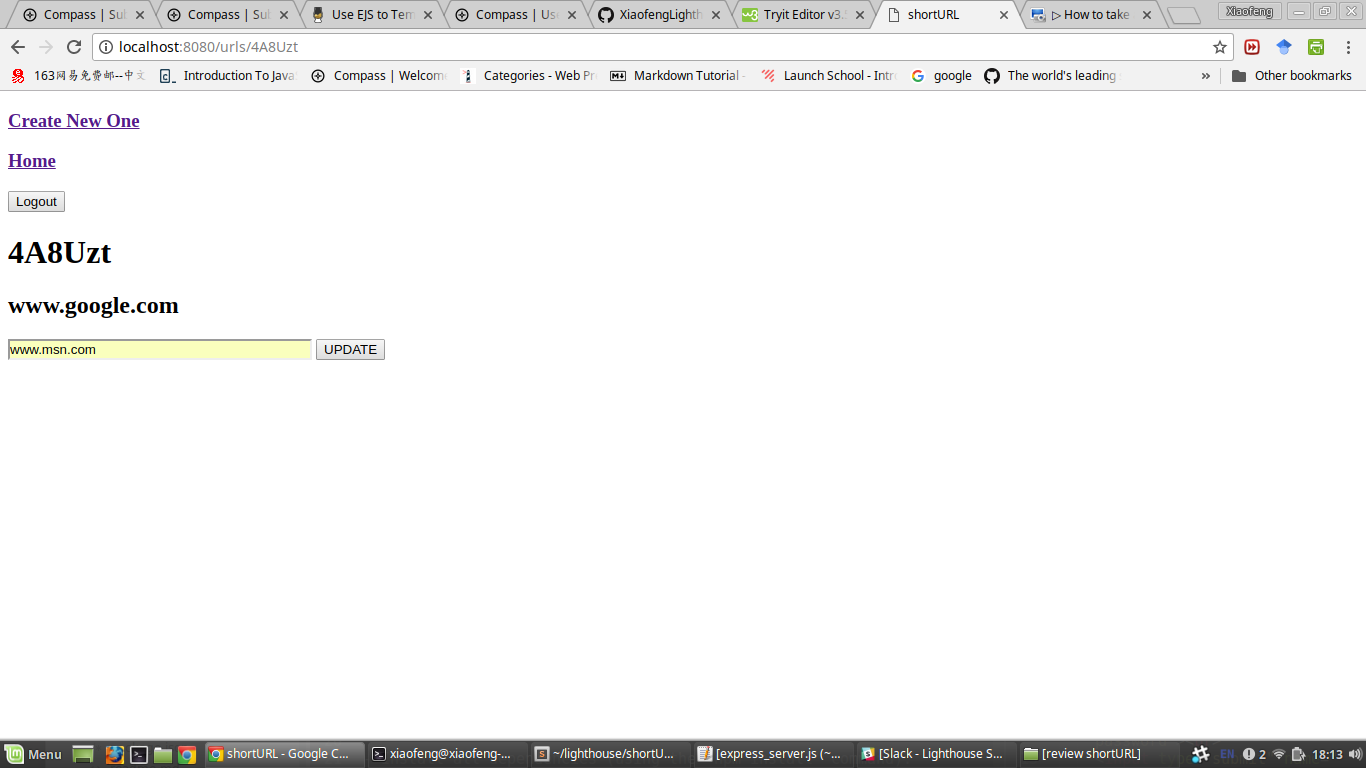 Compass | Sul
Compass | Sul
Use EJS to Tem
Compass | Use
XiaofengLighth
Tryit Editor v3.5
shortURL
▷ How to take
Xiaofeng
localhost:8080/urls/4A8Uzt
163网易免费邮--中文
Introduction To Java
Compass | Welcom
Categories - Web Pr
Markdown Tutorial -
Launch School - Intr
google
The world's leading
»
Other bookmarks
Create New One
Home
Logout
4A8Uzt
www.google.com
www.msn.com
UPDATE
Menu
shortURL - Google C...
xiaofeng@xiaofeng-...
~/lighthouse/shortU...
[express_server.js (~...
[Slack - Lighthouse S...
[review shortURL]
EN
2
18:13